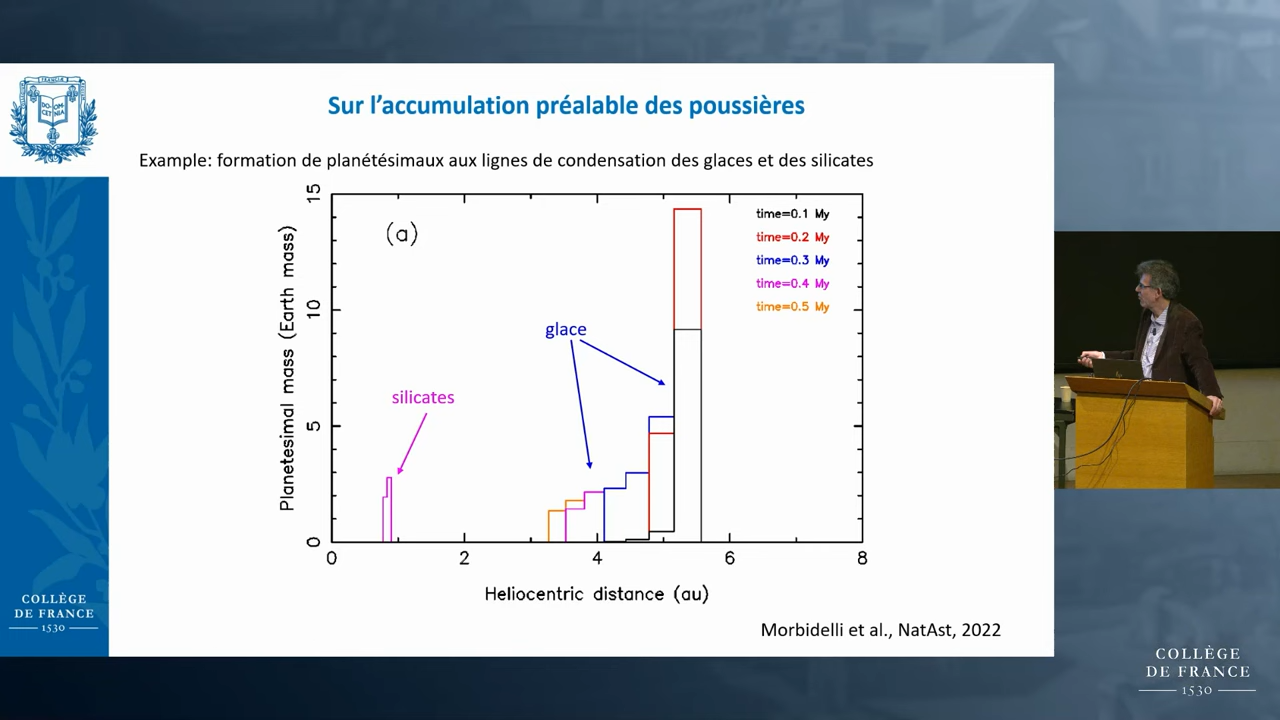 Sur l'accumulation préalable des poussières
Example: formation de planétésimaux aux lignes de condensation des glaces et des silicates
15
10
5
0
Planetesimal mass (Earth mass)
(a)
time=0.1 My
time=0.2 My
time=0.3 My
time=0.4 My
time=0.5 My
glace
silicates
0
2
4
6
8
Heliocentric distance (au)
Morbidelli et al., NatAst, 2022
COLLÈGE
DE FRANCE
1530
COLLÈGE
DE FRANCE
1530